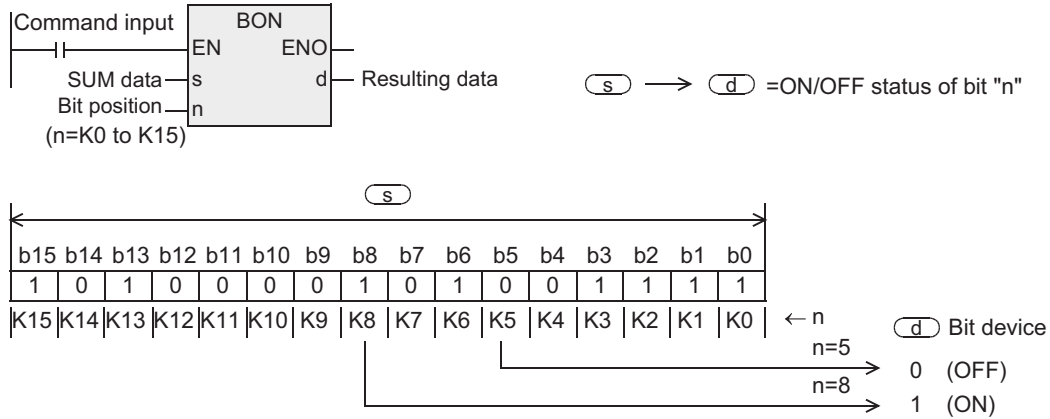 Command input
BON
EN ENO
SUM data s d Resulting data
Bit position n
(n=K0 to K15)
s → d =ON/OFF status of bit "n"
s
b15 b14 b13 b12 b11 b10 b9 b8 b7 b6 b5 b4 b3 b2 b1 b0
1 0 1 0 0 0 0 1 0 1 0 0 1 1 1 1
K15 K14 K13 K12 K11 K10 K9 K8 K7 K6 K5 K4 K3 K2 K1 K0 ← n
d Bit device
n=5
0 (OFF)
n=8
1 (ON)